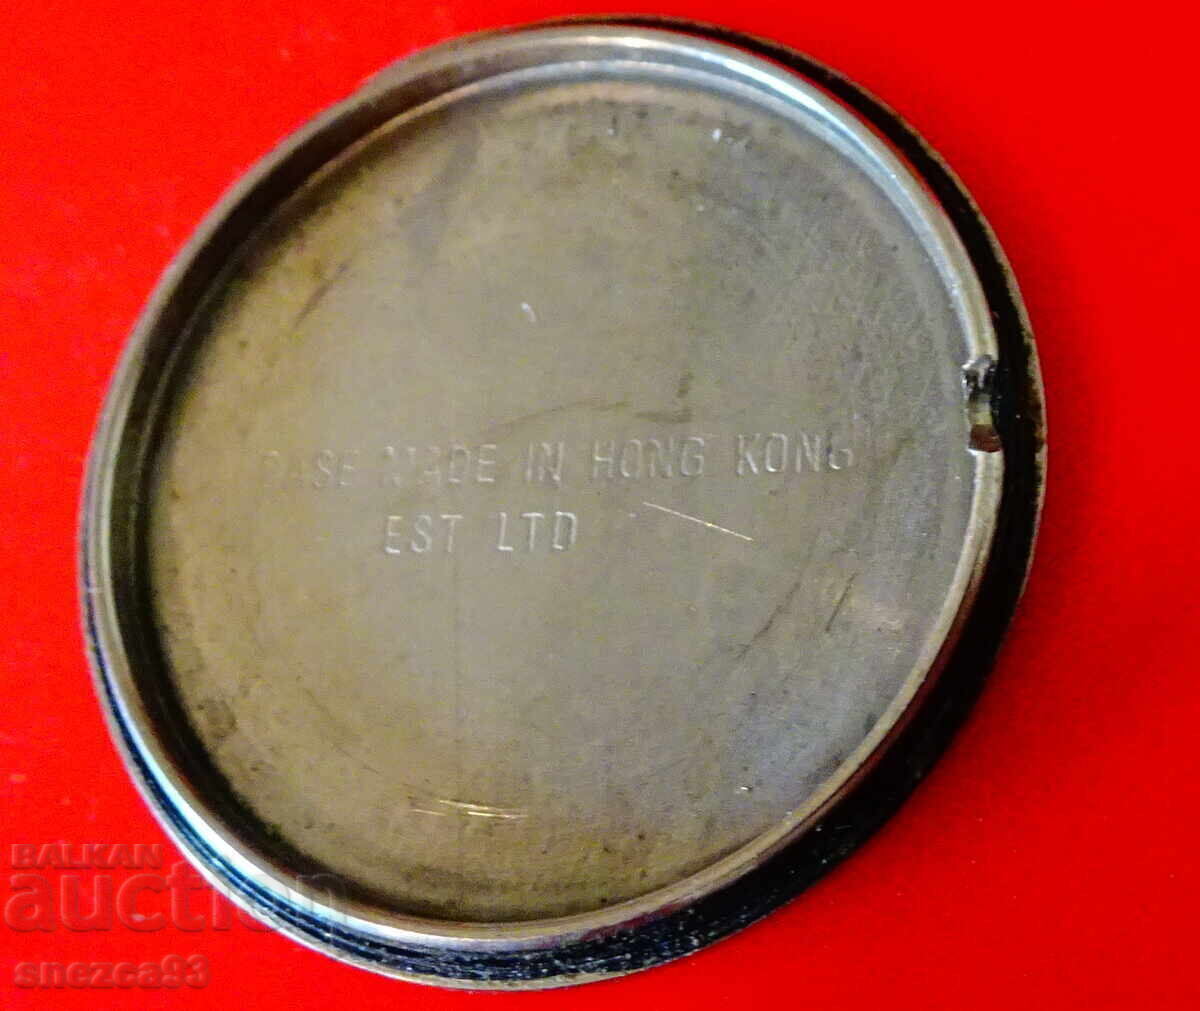 CASE MADE IN HONG KONG
EST LTD
BALKAN
auction
snezca93